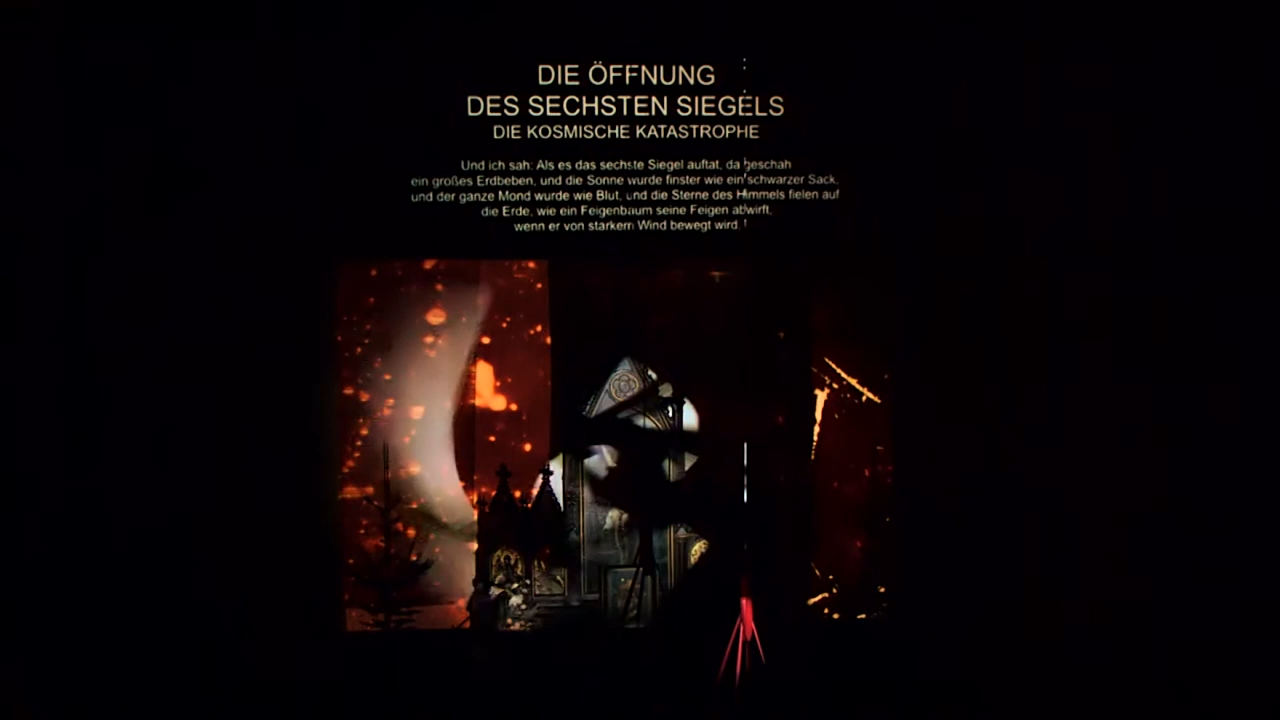 DIE ÖFFNUNG
DES SECHSTEN SIEGELS
DIE KOSMISCHE KATASTROPHE
Und ich sah: Als es das sechste Siegel auftat, da geschah
ein großes Erdbeben, und die Sonne wurde finster wie ein schwarzer Sack,
und der ganze Mond wurde wie Blut, und die Sterne des Himmels fielen auf
die Erde, wie ein Feigenbaum seine Feigen abwirft,
wenn er von starkem Wind bewegt wird.